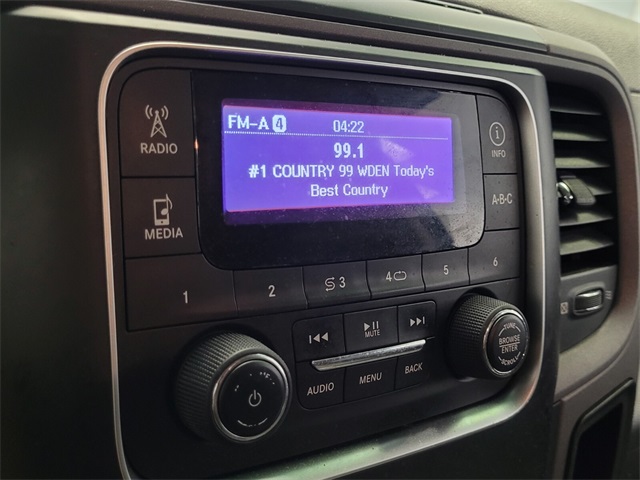 RADIO
MEDIA
FM-A 4 04:22
99.1
#1 COUNTRY 99 WDEN Today's
Best Country
i
INFO
A-B-C
1 2 3 4 5 6
MUTE
AUDIO MENU BACK
TUNE
BROWSE
ENTER
SCROLL